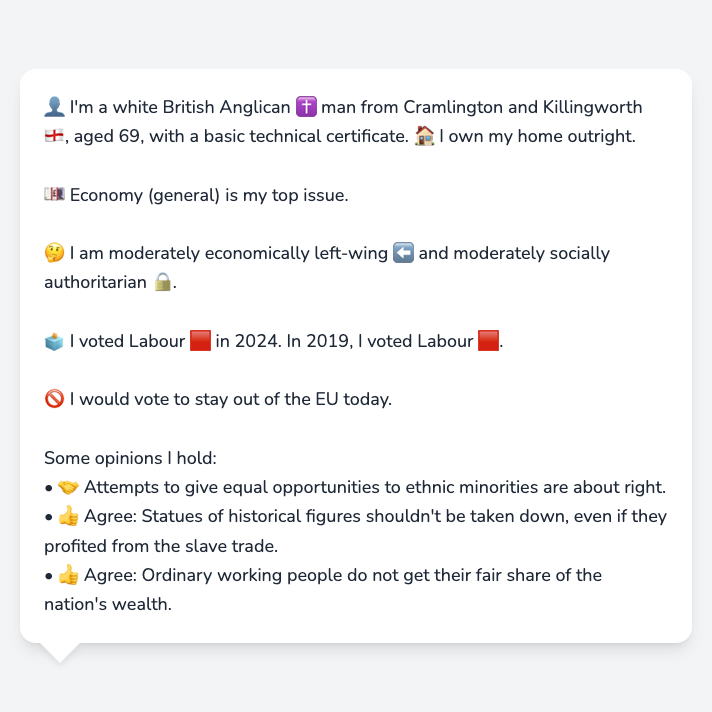 👤 I'm a white British Anglican ✝️ man from Cramlington and Killingworth
🏴󠁧󠁢󠁥󠁮󠁧󠁿, aged 69, with a basic technical certificate. 🏠 I own my home outright.
💷 Economy (general) is my top issue.
🤔 I am moderately economically left-wing ⬅️ and moderately socially
authoritarian 🔒.
🗳️ I voted Labour 🟥 in 2024. In 2019, I voted Labour 🟥.
🚫 I would vote to stay out of the EU today.
Some opinions I hold:
• 🤝 Attempts to give equal opportunities to ethnic minorities are about right.
• 👍 Agree: Statues of historical figures shouldn't be taken down, even if they
profited from the slave trade.
• 👍 Agree: Ordinary working people do not get their fair share of the
nation's wealth.